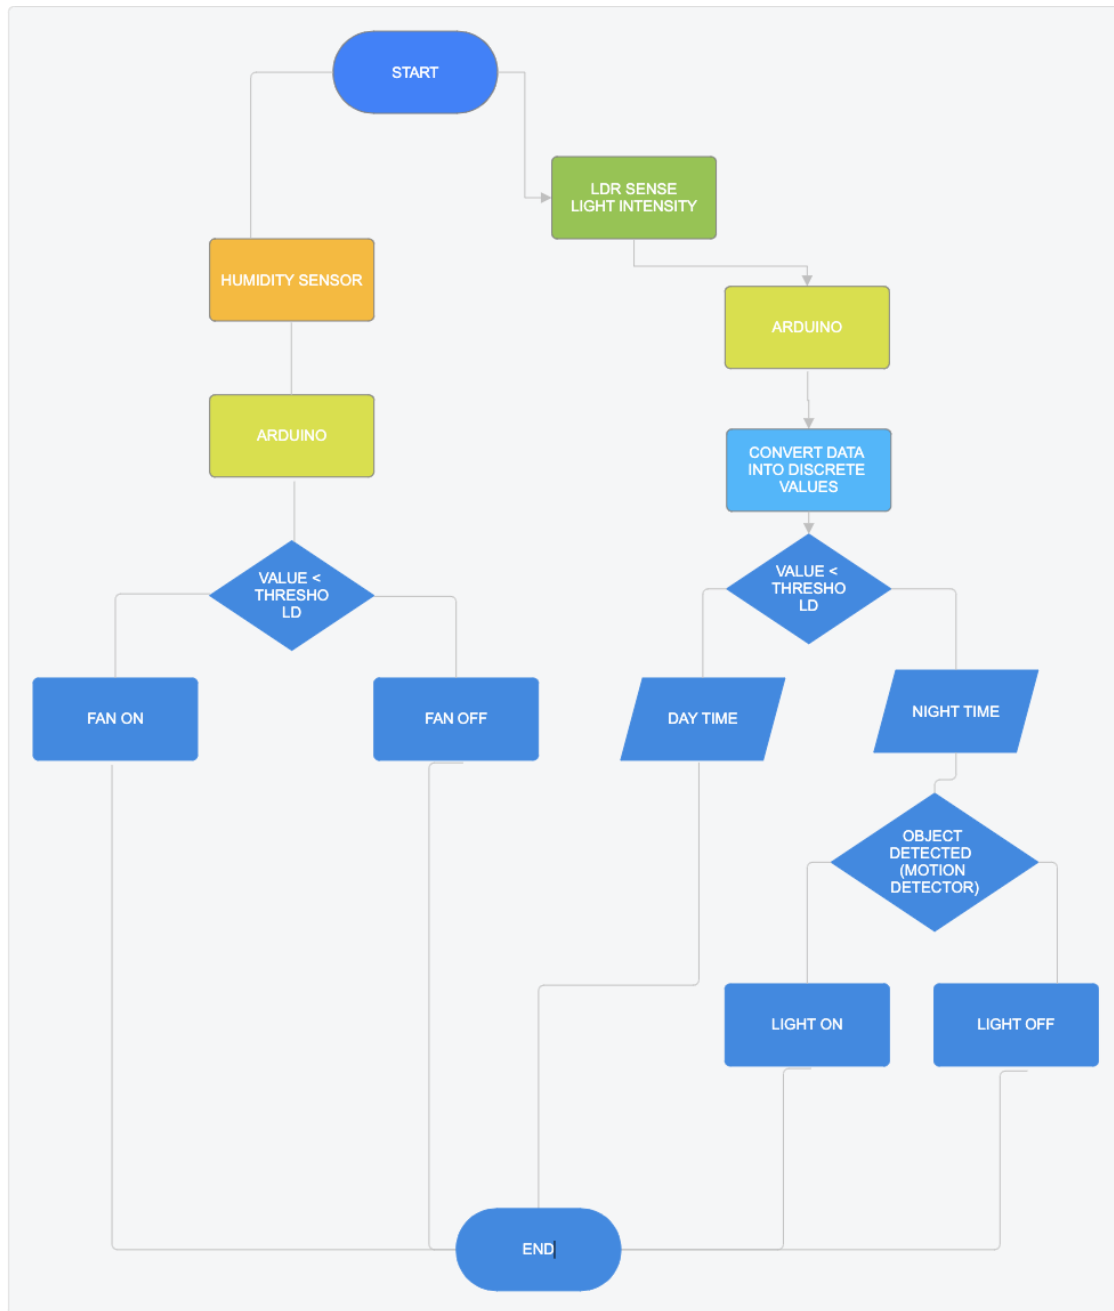 START
LDR SENSE
LIGHT INTENSITY
HUMIDITY SENSOR
ARDUINO
ARDUINO
CONVERT DATA
INTO DISCRETE
VALUES
VALUE <
THRESHO
LD
VALUE <
THRESHO
LD
FAN ON
FAN OFF
DAY TIME
NIGHT TIME
OBJECT
DETECTED
(MOTION
DETECTOR)
LIGHT ON
LIGHT OFF
END